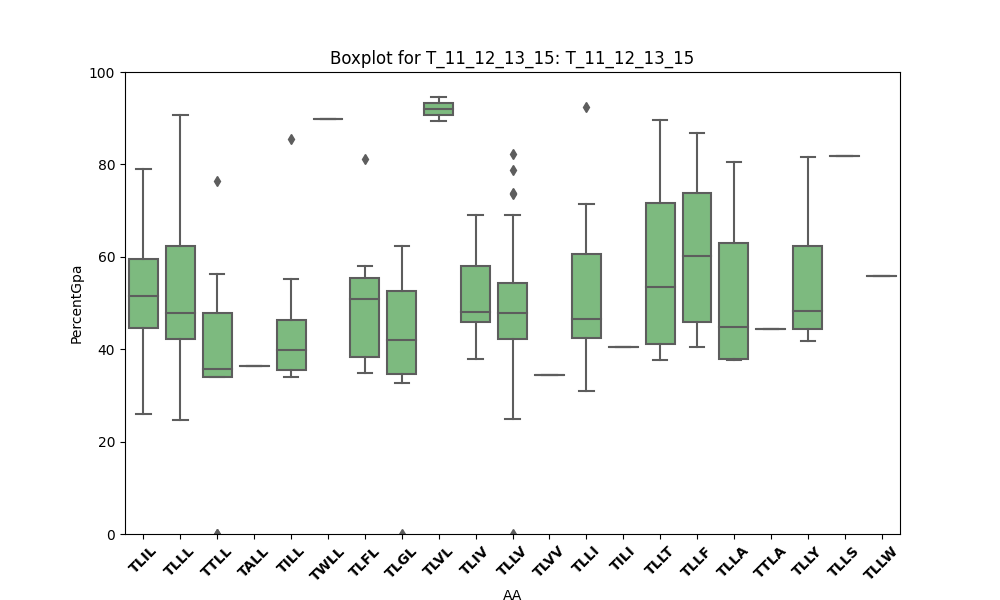 Boxplot for T_11_12_13_15: T_11_12_13_15
100
80
60
40
20
0
PercentGpa
TLIL TLLL TTLL TALL TILL TWLL TLFL TLGL TLVL TLIV TLLV TLVV TLLI TILI TLLT TLLF TLLA TTLA TLLY TLLS TLLW
AA